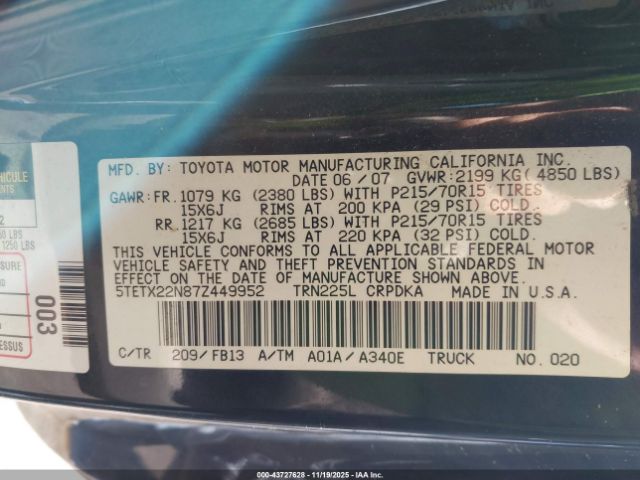 MFD. BY: TOYOTA MOTOR MANUFACTURING CALIFORNIA INC.
DATE 06/07 GVWR: 2199 KG( 4850 LBS)
GAWR: FR. 1079 KG (2380 LBS) WITH P215/70R15 TIRES
15X6J RIMS AT 200 KPA (29 PSI) COLD.
RR. 1217 KG (2685 LBS) WITH P215/70R15 TIRES
15X6J RIMS AT 220 KPA (32 PSI) COLD.
THIS VEHICLE CONFORMS TO ALL APPLICABLE FEDERAL MOTOR
VEHICLE SAFETY AND THEFT PREVENTION STANDARDS IN
EFFECT ON THE DATE OF MANUFACTURE SHOWN ABOVE.
5TETX22N87Z449952 TRN225L CRPDKA MADE IN U.S.A.
C/TR 209/FB13 A/TM A01A/A340E TRUCK NO. 020
003
1250 LBS
000-43727628 - 11/19/2025 - IAAI.COM